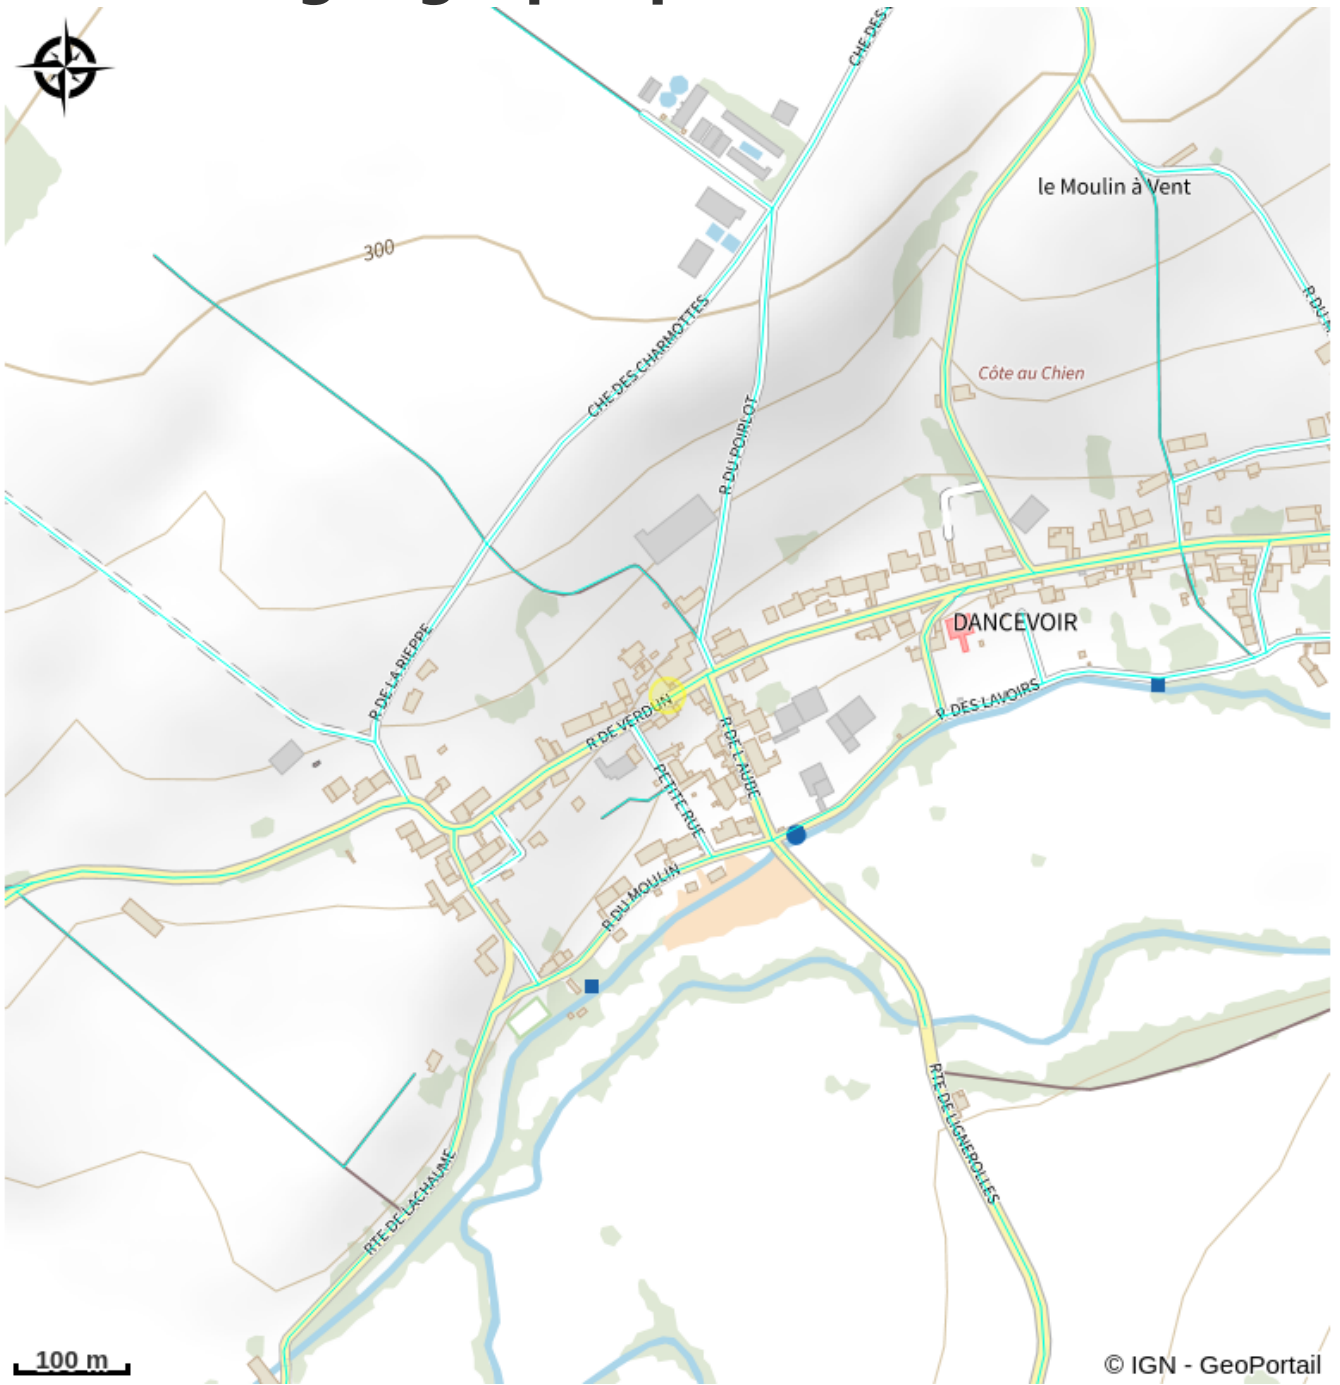 CHE DES
le Moulin à Vent
300
R DU M
CHE DES CHARMOTTES
Côte au Chien
R DU POIRLOT
DANCEVOIR
R DE LA RIEPPE
R DES LAVOIRS
R DE VERDUN
R DE L'AUBE
PETITE RUE
R DU MOULIN
RTE DE LIGNEROLLES
RTE DE LACHAUME
100 m
© IGN - GeoPortail